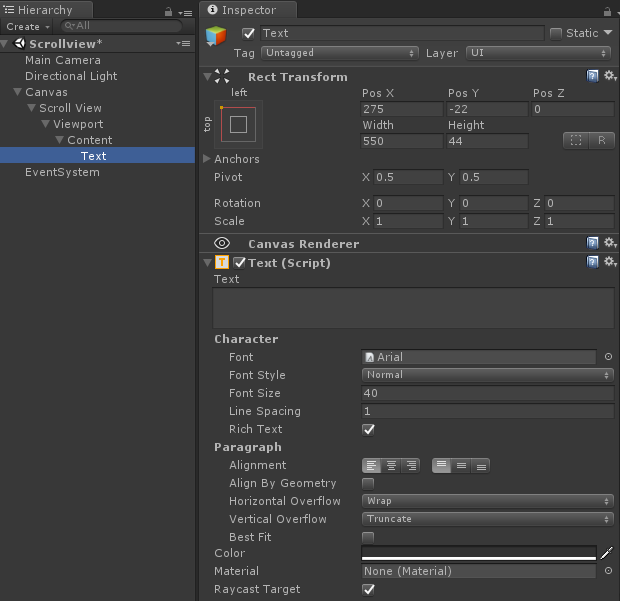 Hierarchy
Create
All
Scrollview*
Main Camera
Directional Light
Canvas
Scroll View
Viewport
Content
Text
EventSystem
Inspector
Text
Static
Tag Untagged Layer UI
Rect Transform
left
top
Pos X Pos Y Pos Z
275 -22 0
Width Height
550 44
R
Anchors
Pivot X 0.5 Y 0.5
Rotation X 0 Y 0 Z 0
Scale X 1 Y 1 Z 1
Canvas Renderer
T Text (Script)
Text
Character
Font Arial
Font Style Normal
Font Size 40
Line Spacing 1
Rich Text
Paragraph
Alignment
Align By Geometry
Horizontal Overflow Wrap
Vertical Overflow Truncate
Best Fit
Color
Material None (Material)
Raycast Target